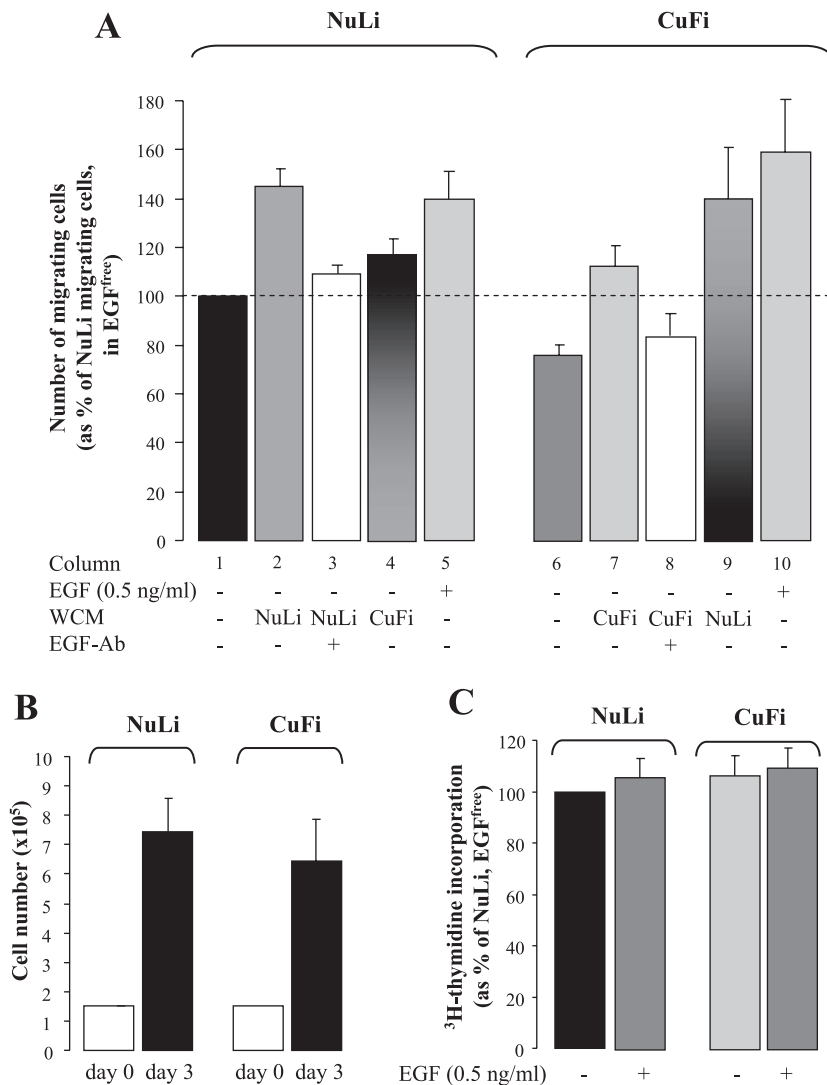 A
NuLi
CuFi
Number of migrating cells
(as % of NuLi migrating cells,
in EGFfree)
180
160
140
120
100
80
60
40
20
0
Column 1 2 3 4 5 6 7 8 9 10
EGF (0.5 ng/ml) - - - - + - - - - +
WCM - NuLi NuLi CuFi - - CuFi CuFi NuLi -
EGF-Ab - - + - - - - + - -
B
NuLi
CuFi
Cell number (x10⁵)
10
9
8
7
6
5
4
3
2
1
0
day 0 day 3 day 0 day 3
C
NuLi
CuFi
³H-thymidine incorporation
(as % of NuLi, EGFfree)
120
100
80
60
40
20
0
EGF (0.5 ng/ml) - + - +